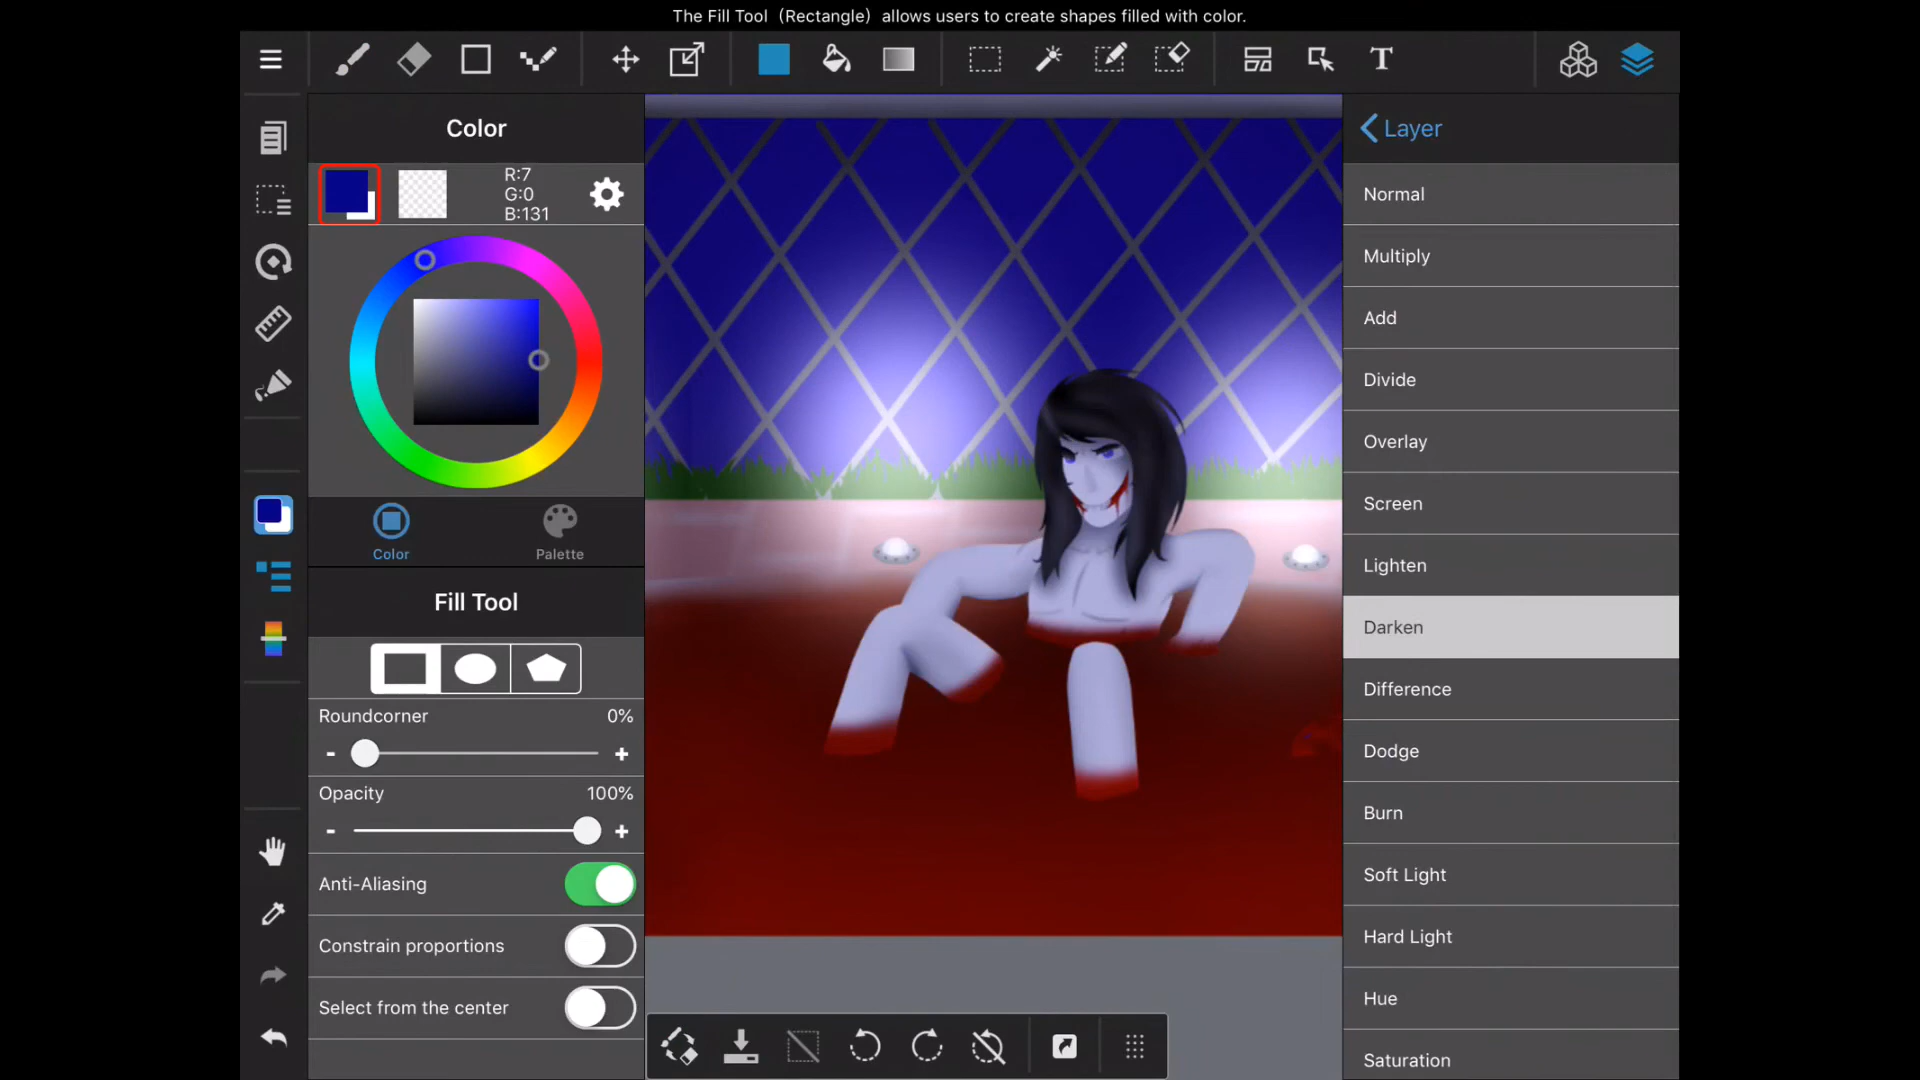 The Fill Tool（Rectangle）allows users to create shapes filled with color.
T
Color
R:7
G:0
B:131
Color
Palette
Fill Tool
Roundcorner 0%
- +
Opacity 100%
- +
Anti-Aliasing
Constrain proportions
Select from the center
Layer
Normal
Multiply
Add
Divide
Overlay
Screen
Lighten
Darken
Difference
Dodge
Burn
Soft Light
Hard Light
Hue
Saturation